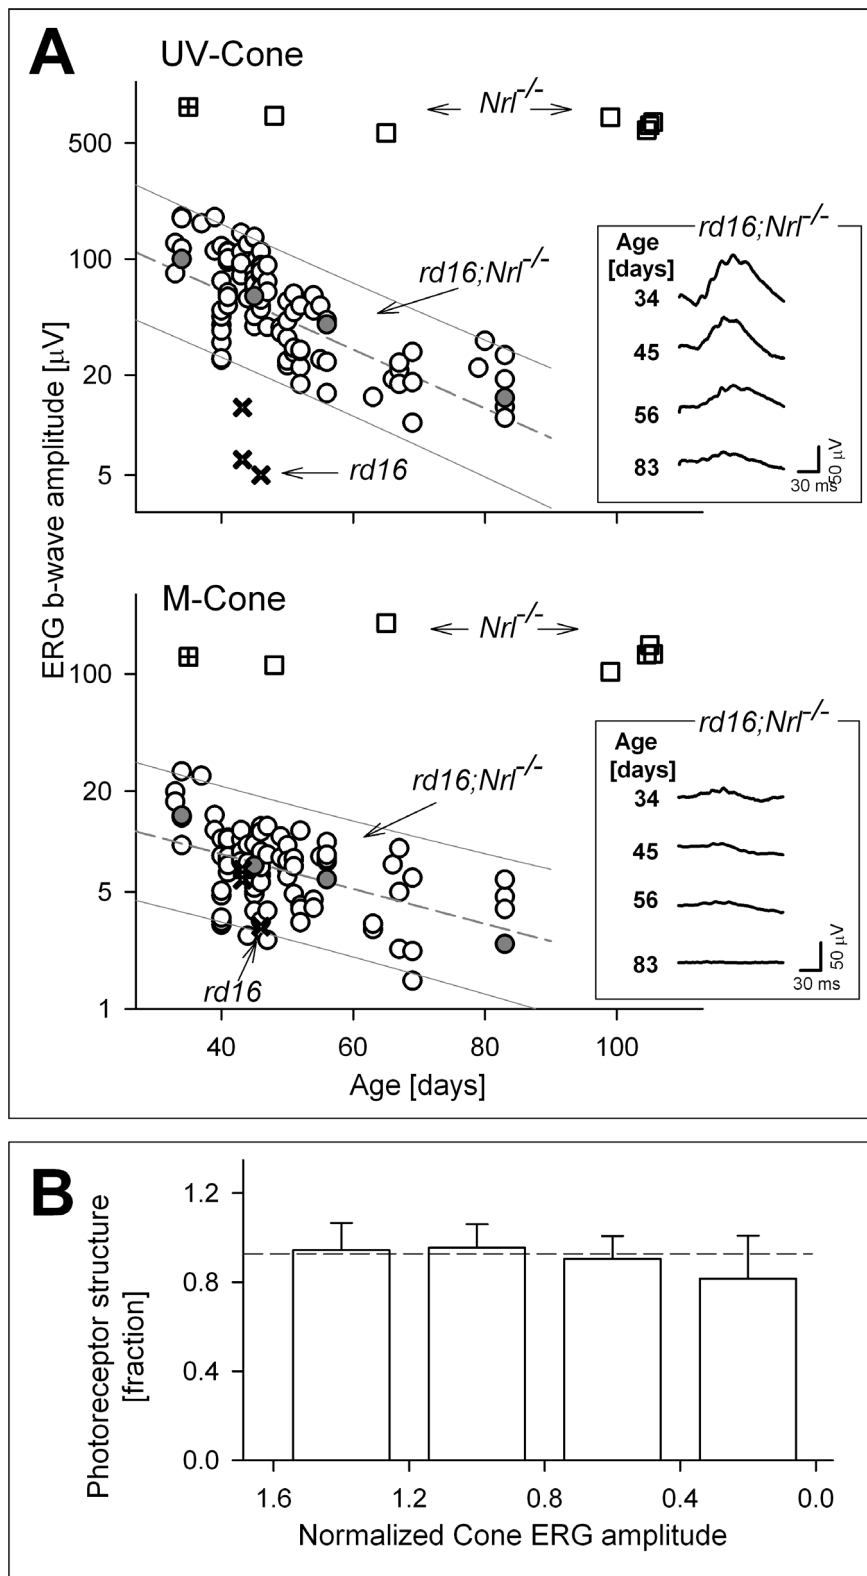 A
UV-Cone
Nrl-/-
500
100
20
5
rd16;Nrl-/-
rd16
rd16;Nrl-/-
Age
[days]
34
45
56
83
30 ms
50 µV
ERG b-wave amplitude [µV]
M-Cone
Nrl-/-
100
20
5
1
rd16;Nrl-/-
rd16
rd16;Nrl-/-
Age
[days]
34
45
56
83
30 ms
50 µV
40 60 80 100
Age [days]
B
Photoreceptor structure
[fraction]
1.2
0.8
0.4
0.0
1.6 1.2 0.8 0.4 0.0
Normalized Cone ERG amplitude